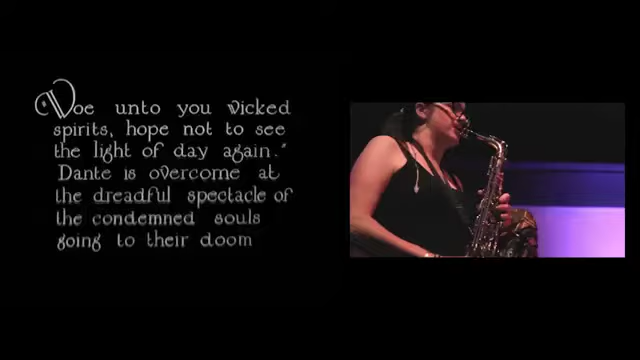 Woe unto you wicked
spirits, hope not to see
the light of day again."
Dante is overcome at
the dreadful spectacle of
the condemned souls
going to their doom